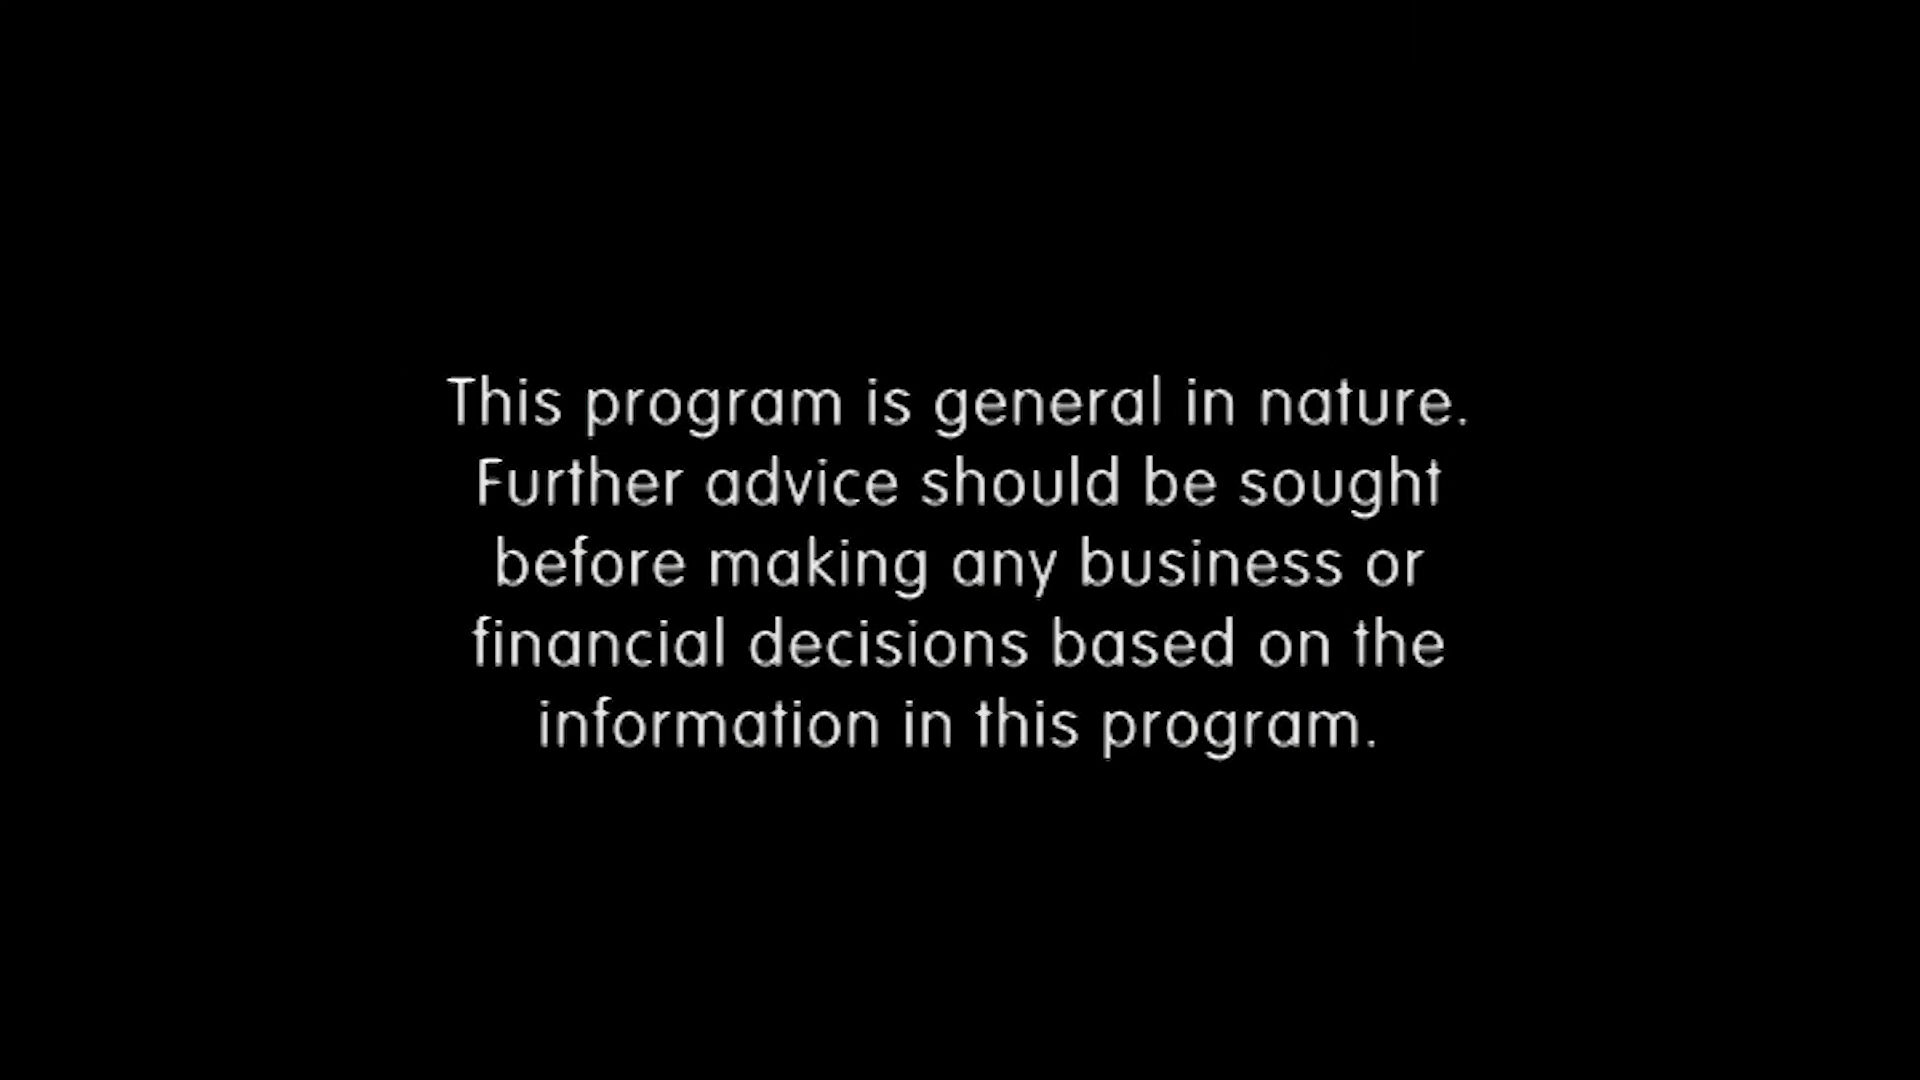 This program is general in nature.
Further advice should be sought
before making any business or
financial decisions based on the
information in this program.